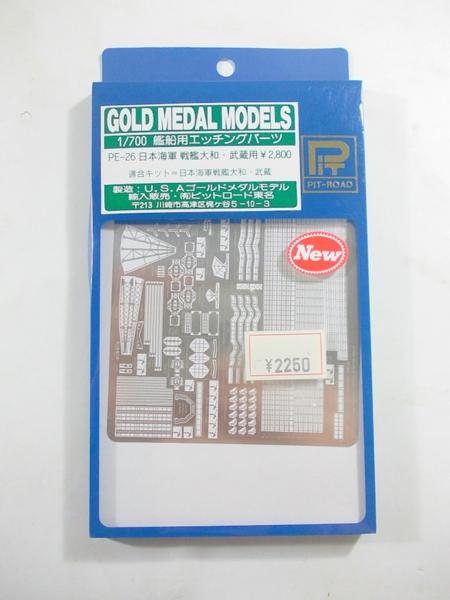 GOLD MEDAL MODELS
1/700 艦船用エッチングパーツ
PE-26 日本海軍 戦艦大和・武蔵用 ¥2,800
適合キット=日本海軍戦艦大和・武蔵
製造：U.S.Aゴールドメダルモデル
輸入販売・(有)ピットロード東名
〒213 川崎市高津区梶ケ谷5-10-3
PIT
PIT-ROAD
New
¥2250